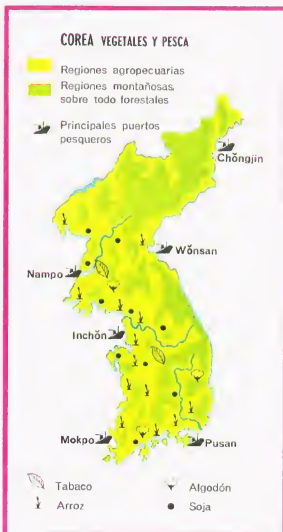 COREA VEGETALES Y PESCA
Regiones agropecuarias
Regiones montañosas,
sobre todo forestales
Principales puertos
pesqueros
Chŏngjin
Wŏnsan
Nampo
Inchŏn
Mokpo
Pusan
Tabaco
Algodón
Arroz
Soja